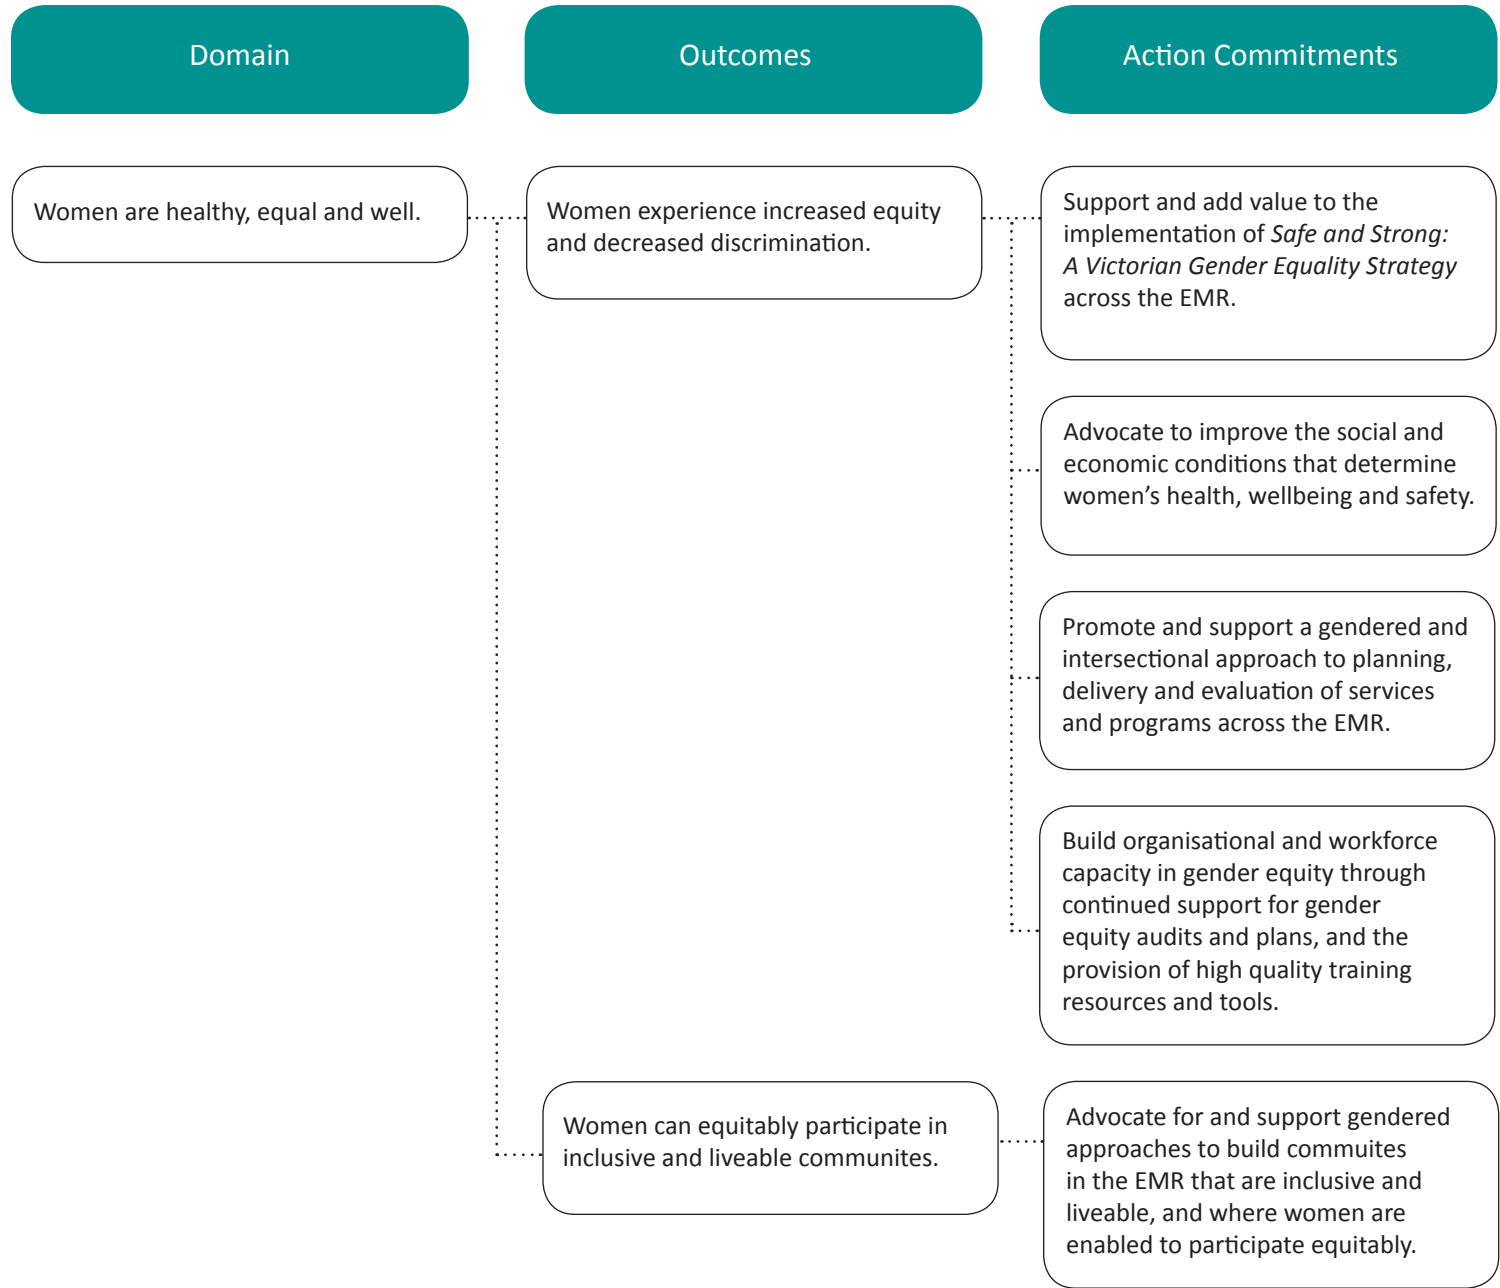 Domain
Outcomes
Action Commitments
Women are healthy, equal and well.
Women experience increased equity
and decreased discrimination.
Support and add value to the
implementation of Safe and Strong:
A Victorian Gender Equality Strategy
across the EMR.
Advocate to improve the social and
economic conditions that determine
women’s health, wellbeing and safety.
Promote and support a gendered and
intersectional approach to planning,
delivery and evaluation of services
and programs across the EMR.
Build organisational and workforce
capacity in gender equity through
continued support for gender
equity audits and plans, and the
provision of high quality training
resources and tools.
Women can equitably participate in
inclusive and liveable communites.
Advocate for and support gendered
approaches to build commuites
in the EMR that are inclusive and
liveable, and where women are
enabled to participate equitably.